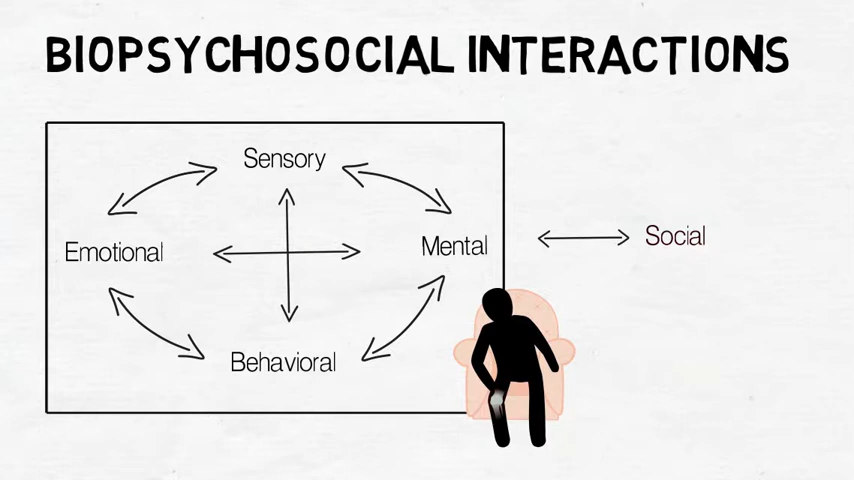 BIOPSYCHOSOCIAL INTERACTIONS
Sensory
Emotional
Mental
Social
Behavioral